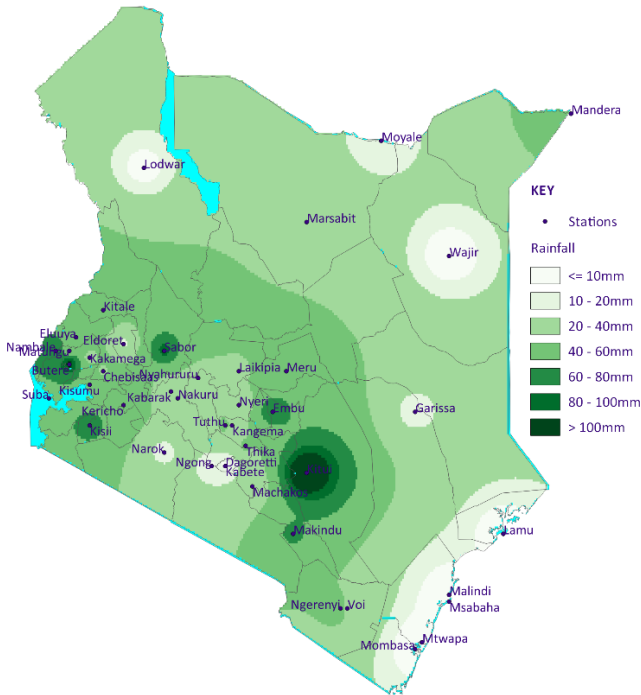 Mandera
Moyale
Lodwar
KEY
Marsabit
Stations
Wajir
Rainfall
<= 10mm
10 - 20mm
Kitale
20 - 40mm
40 - 60mm
Eluuya
Eldoret
Nambale
Sabor
Matungu
60 - 80mm
Kakamega
Butere
Chebisaas
Nyahururu
Laikipia
Meru
80 - 100mm
Kisumu
Suba
Kabarak
Nakuru
Nyeri
Kericho
Embu
Garissa
> 100mm
Kisii
Tuthu
Kangema
Narok
Thika
Ngong
Dagoretti
Kabete
Kitui
Machakos
Makindu
Lamu
Malindi
Msabaha
Ngerenyi
Voi
Mombasa
Mtwapa